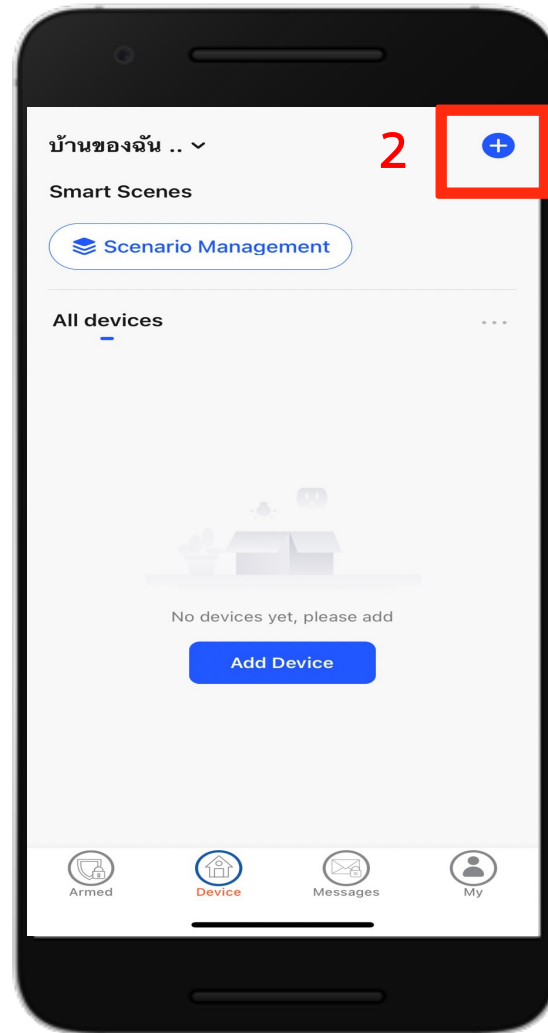 บ้านของฉัน ..
2
Smart Scenes
Scenario Management
All devices
No devices yet, please add
Add Device
Armed
Device
Messages
My